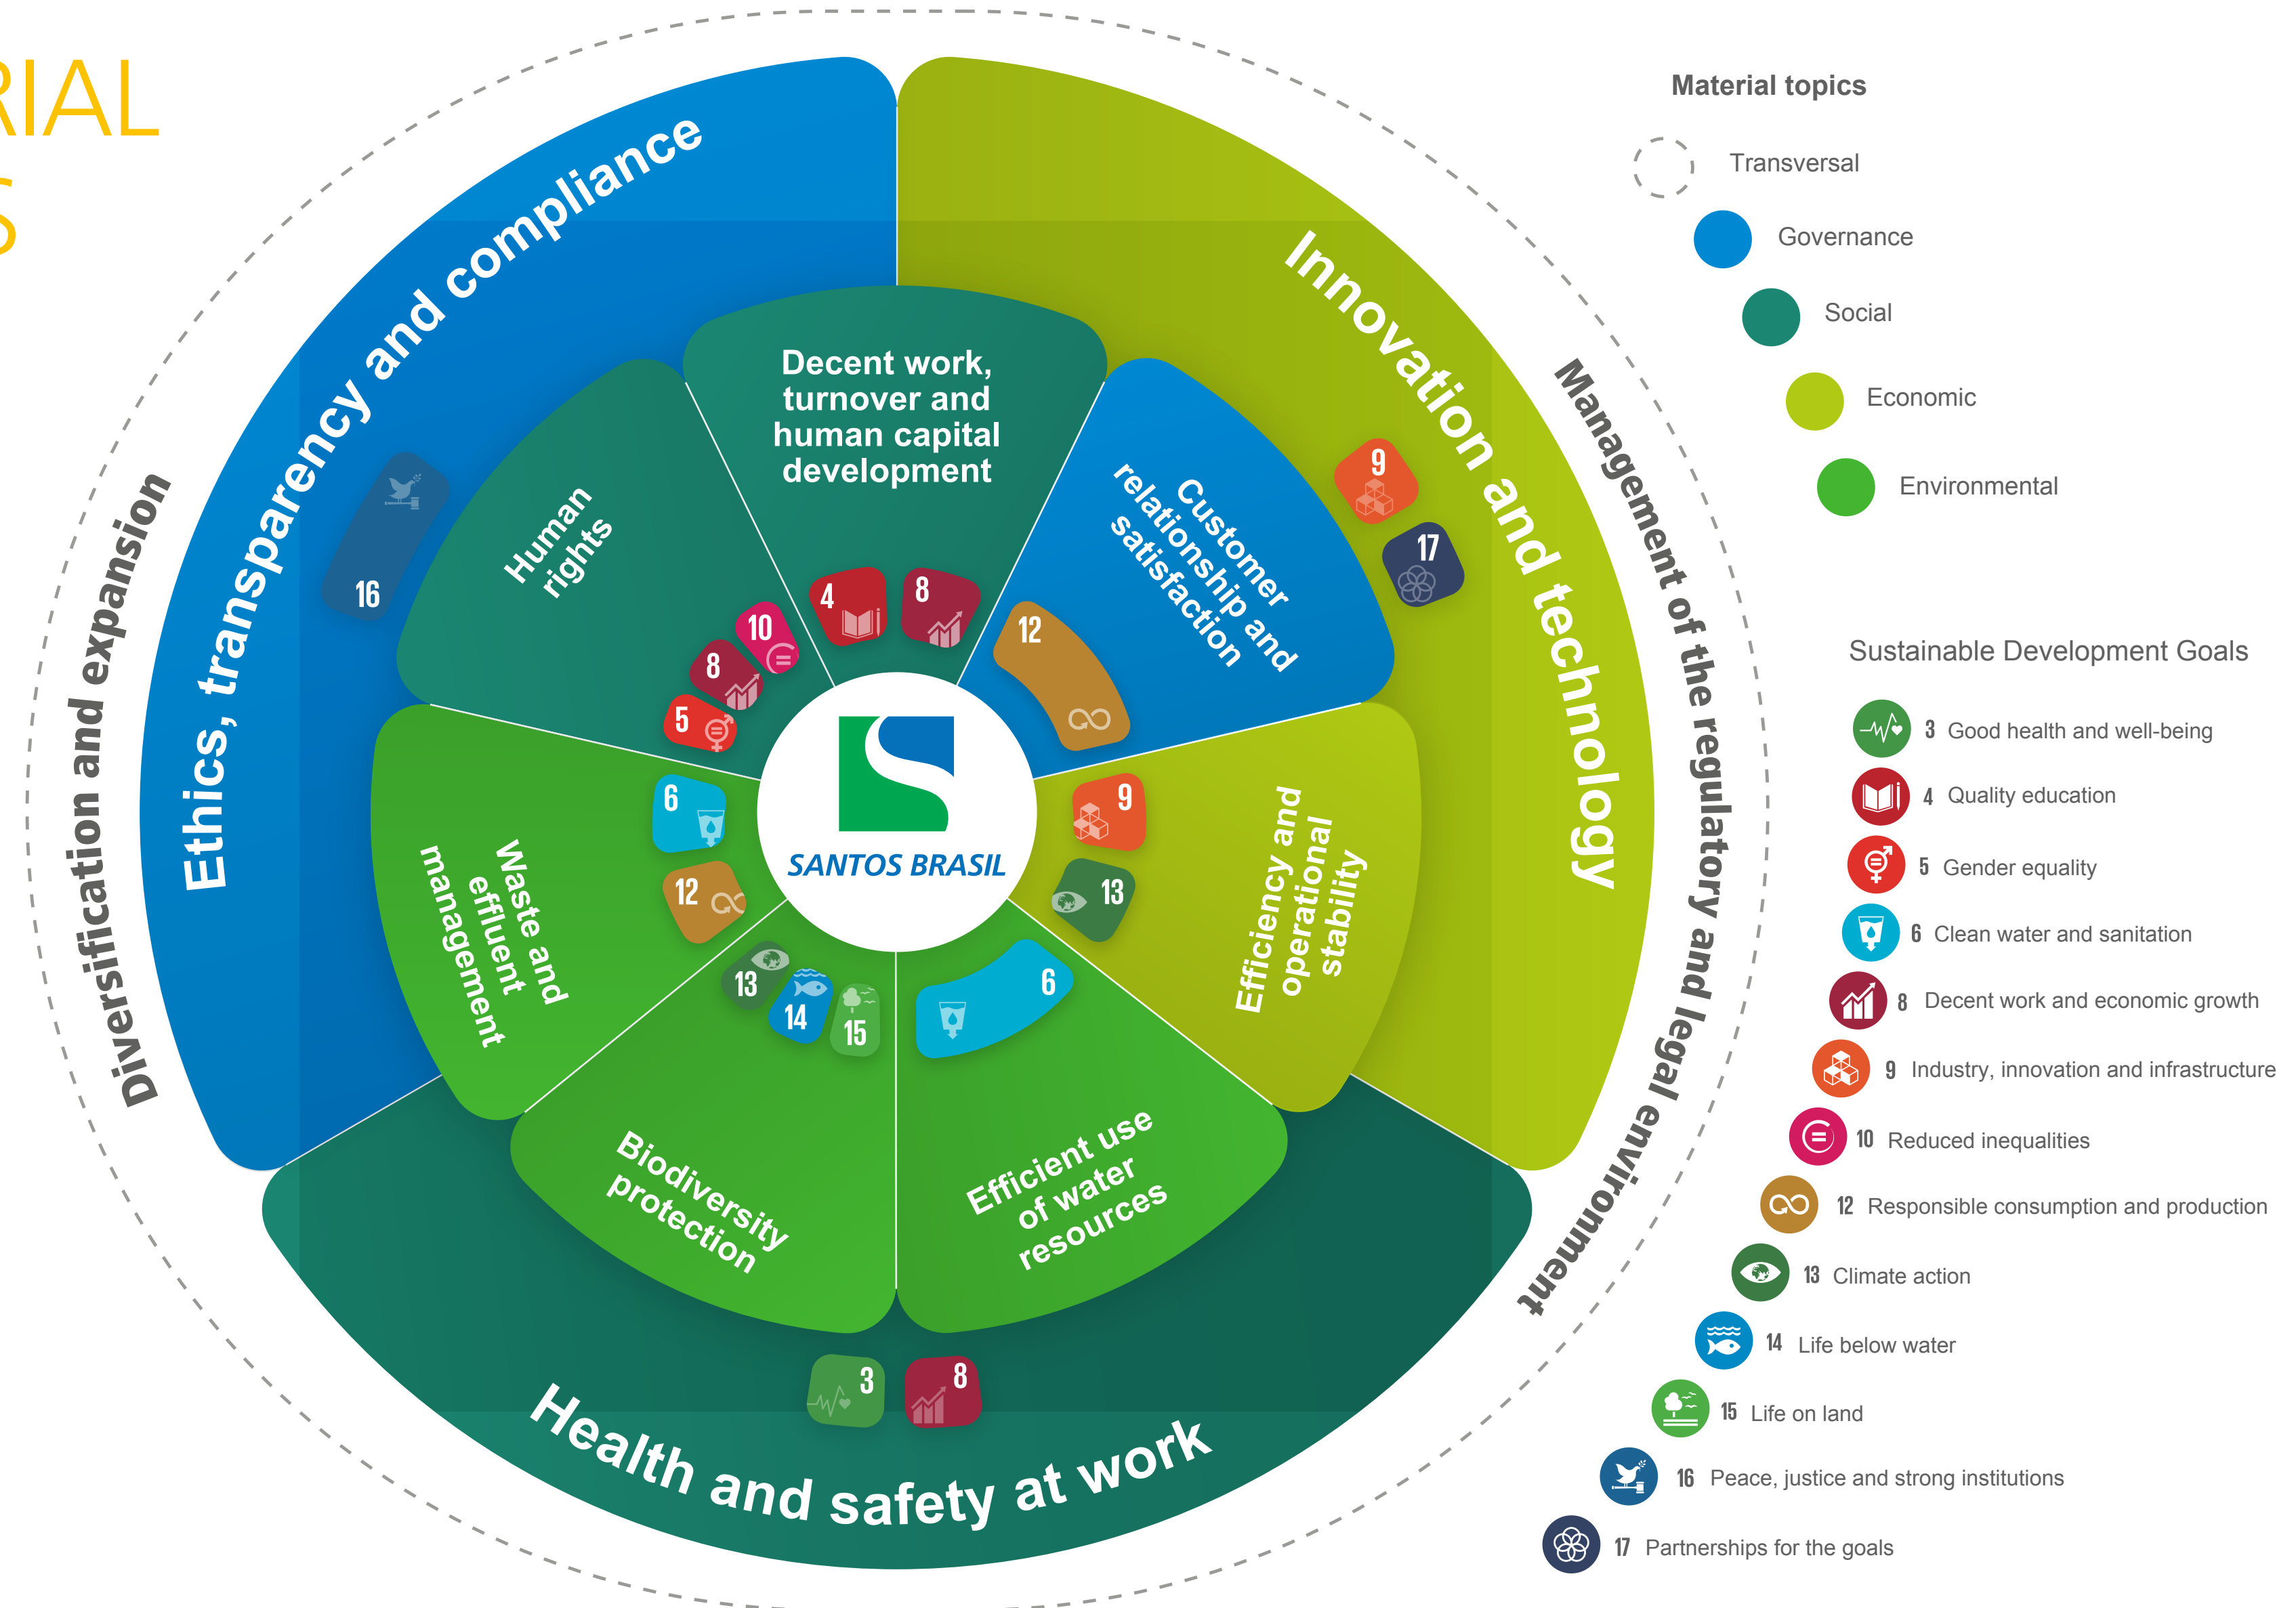 RIAL
S
Diversification and expansion
Management of the regulatory and legal environment
Ethics, transparency and compliance
16
Innovation and technology
9
17
Health and safety at work
3
8
Decent work,
turnover and
human capital
development
4
8
Customer
relationship and
satisfaction
12
Efficiency and
operational
stability
9
13
Efficient use
of water
resources
6
Biodiversity
protection
13
14
15
Waste and
effluent
management
6
12
Human
rights
5
8
10
SANTOS BRASIL
Material topics
Transversal
Governance
Social
Economic
Environmental
Sustainable Development Goals
3 Good health and well-being
4 Quality education
5 Gender equality
6 Clean water and sanitation
8 Decent work and economic growth
9 Industry, innovation and infrastructure
10 Reduced inequalities
12 Responsible consumption and production
13 Climate action
14 Life below water
15 Life on land
16 Peace, justice and strong institutions
17 Partnerships for the goals